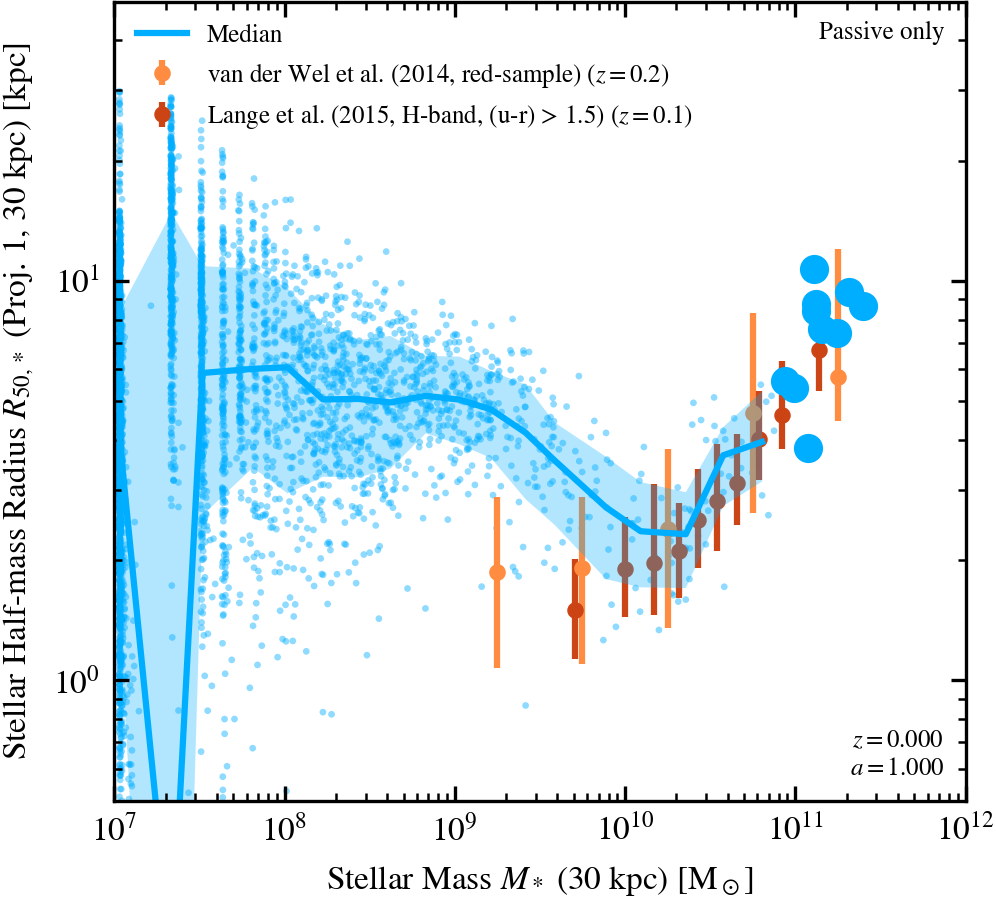 Median
van der Wel et al. (2014, red-sample) (z = 0.2)
Lange et al. (2015, H-band, (u-r) > 1.5) (z = 0.1)
Passive only
Stellar Half-mass Radius R₅₀,* (Proj. 1, 30 kpc) [kpc]
10¹
10⁰
z = 0.000
a = 1.000
10⁷ 10⁸ 10⁹ 10¹⁰ 10¹¹ 10¹²
Stellar Mass M* (30 kpc) [M⊙]